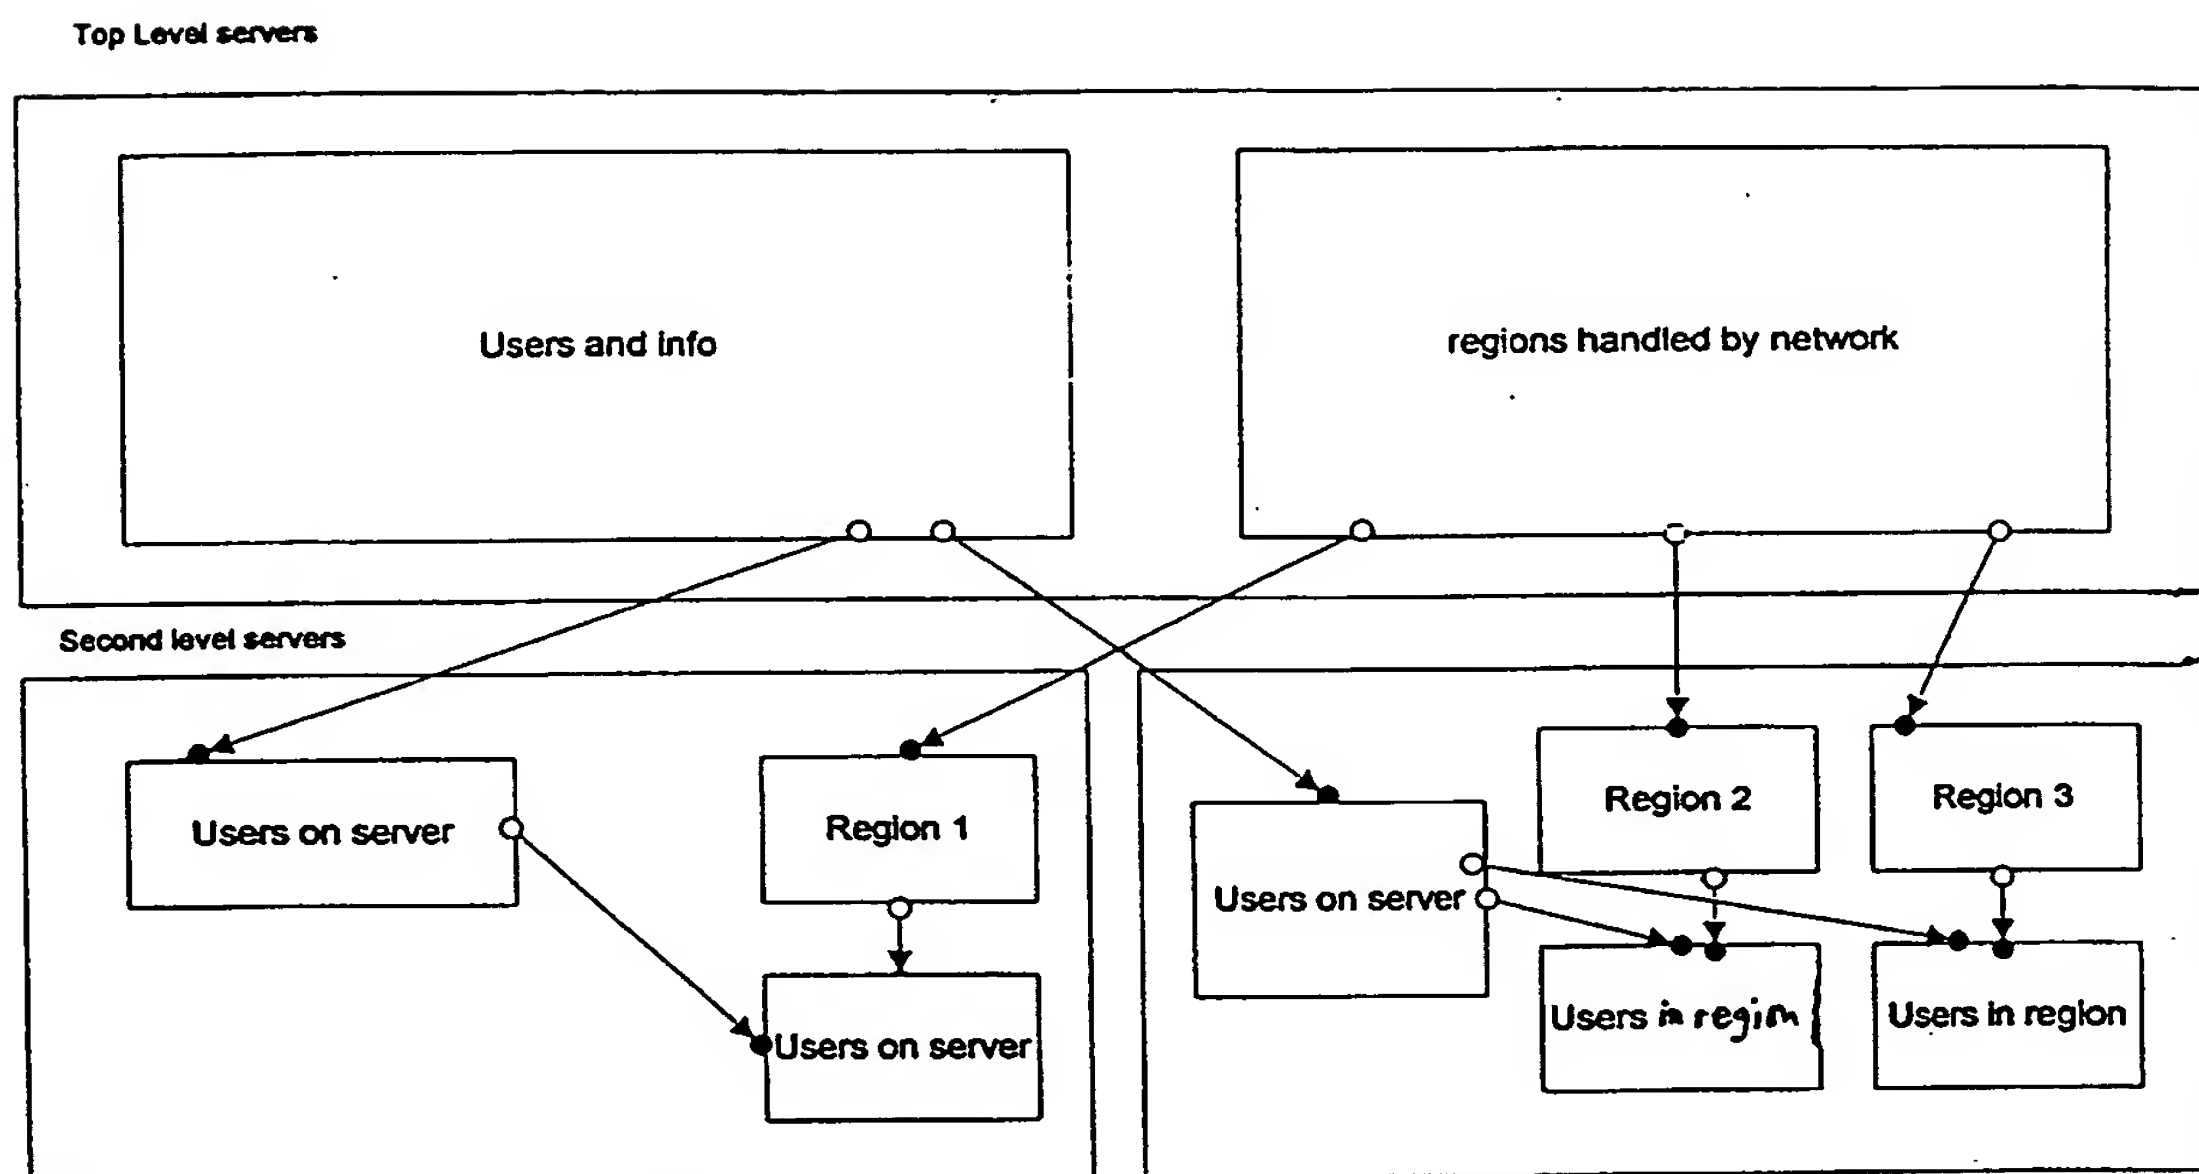 Top Level servers
Users and info
regions handled by network
Second level servers
Users on server
Region 1
Users on server
Users on server
Region 2
Region 3
Users in region
Users in region